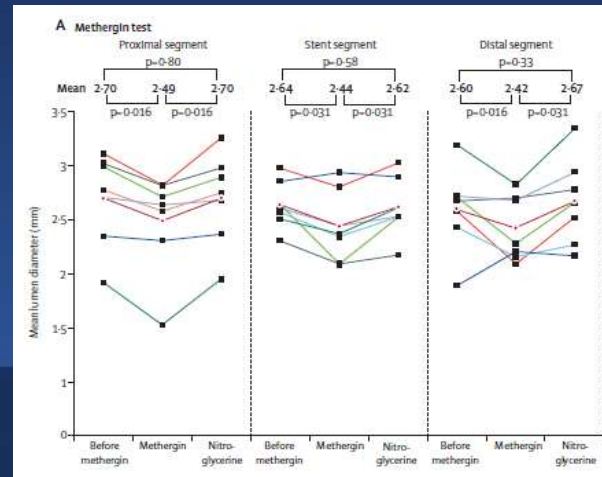 A Methergin test
Proximal segment Stent segment Distal segment
p=0·80 p=0·58 p=0·33
Mean 2·70 2·49 2·70 2·64 2·44 2·62 2·60 2·42 2·67
p=0·016 p=0·016 p=0·031 p=0·031 p=0·016 p=0·031
3·5
3
2·5
2
1·5
1
0
Mean lumen diameter (mm)
Before methergin Methergin Nitro-glycerine Before methergin Methergin Nitro-glycerine Before methergin Methergin Nitro-glycerine